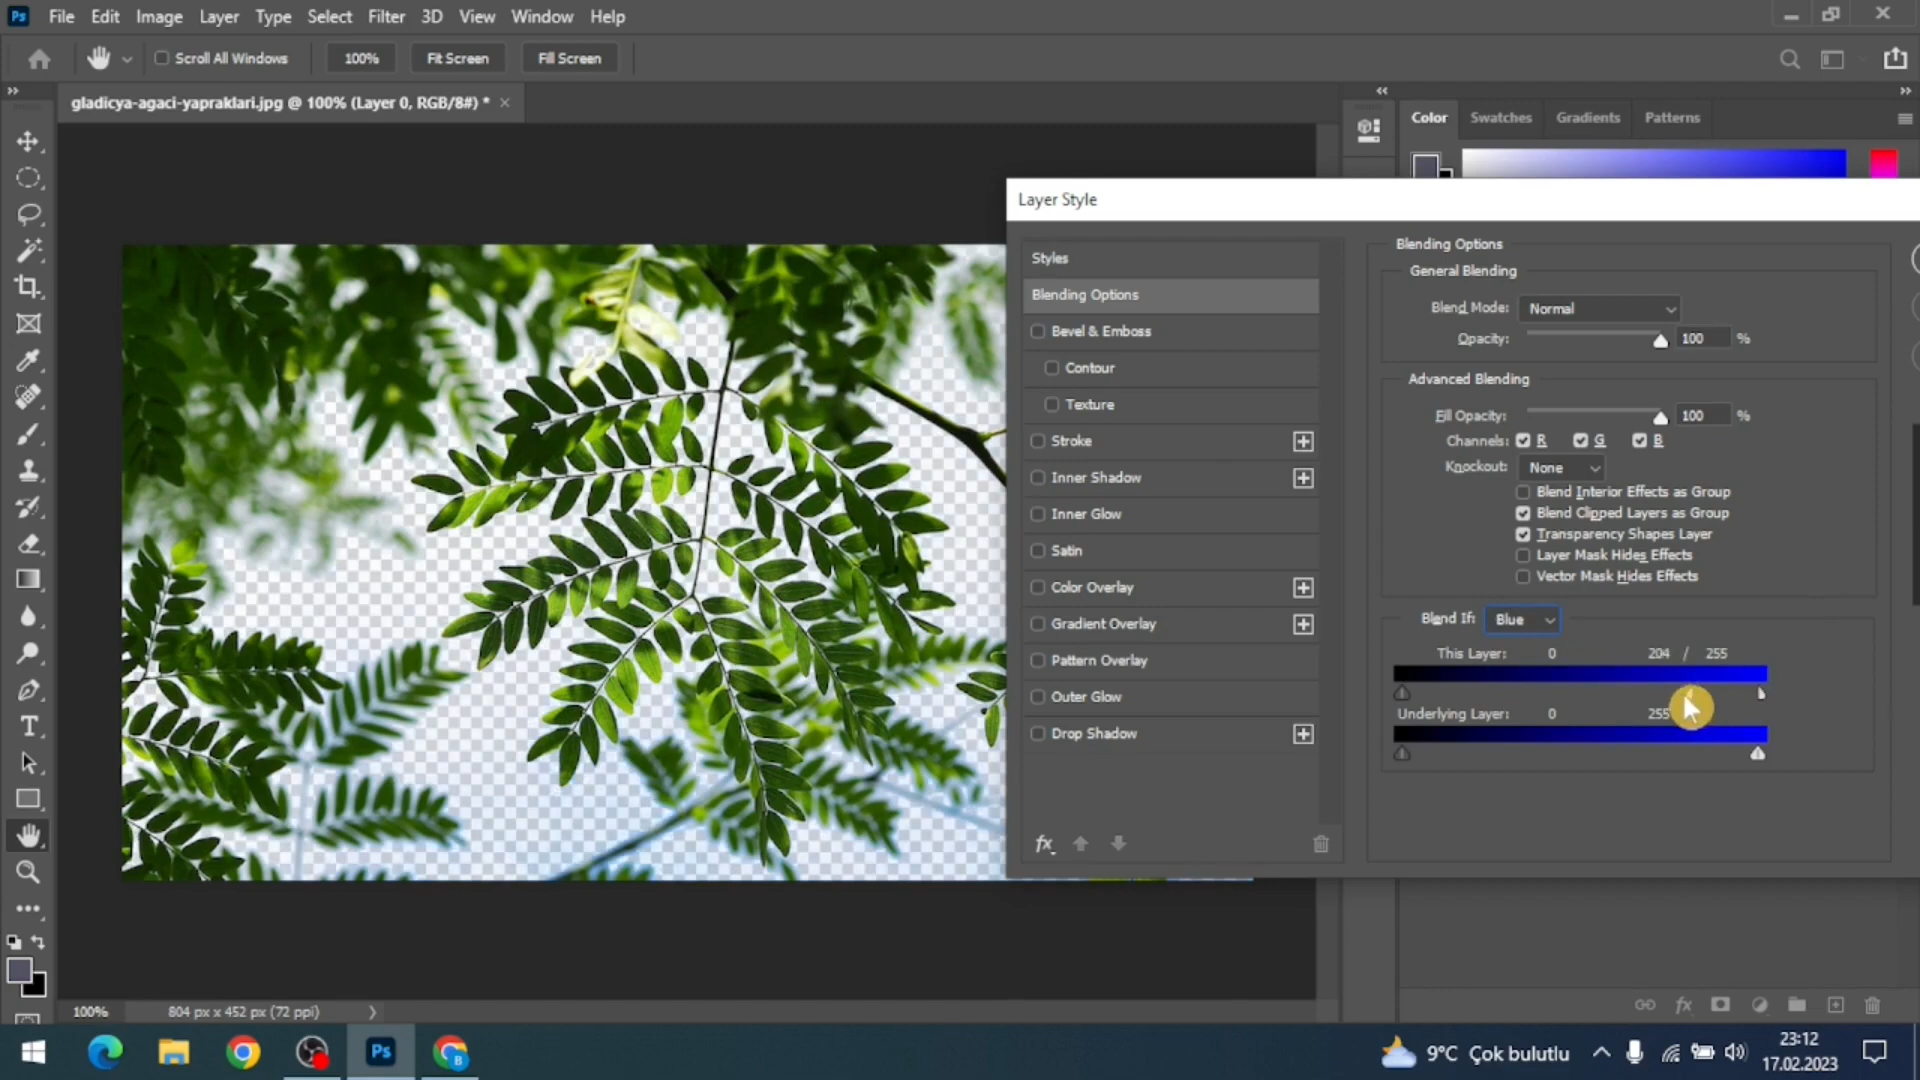 Ps File Edit Image Layer Type Select Filter 3D View Window Help
Scroll All Windows 100% Fit Screen Fill Screen
gladicya-agaci-yapraklari.jpg @ 100% (Layer 0, RGB/8#) * ×
Color Swatches Gradients Patterns
Layer Style
Styles
Blending Options
Bevel & Emboss
Contour
Texture
Stroke
Inner Shadow
Inner Glow
Satin
Color Overlay
Gradient Overlay
Pattern Overlay
Outer Glow
Drop Shadow
fx
Blending Options
General Blending
Blend Mode: Normal
Opacity: 100 %
Advanced Blending
Fill Opacity: 100 %
Channels: R G B
Knockout: None
Blend Interior Effects as Group
Blend Clipped Layers as Group
Transparency Shapes Layer
Layer Mask Hides Effects
Vector Mask Hides Effects
Blend If: Blue
This Layer: 0 204 / 255
Underlying Layer: 0 255
T
100% 804 px x 452 px (72 ppi)
fx
Ps B
9°C Çok bulutlu
23:12
17.02.2023